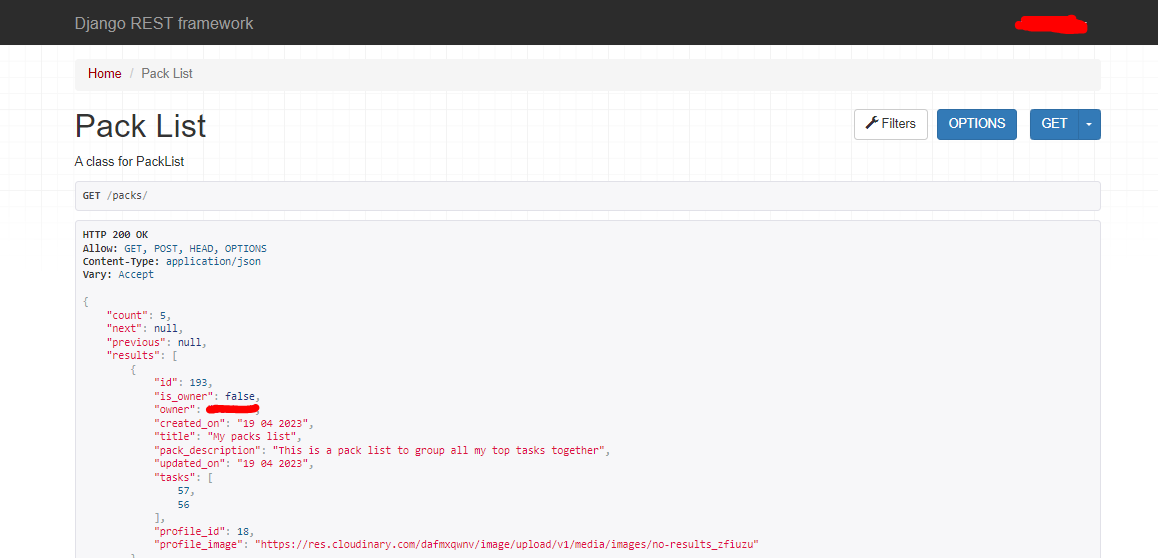 Django REST framework
Home / Pack List
Pack List
Filters OPTIONS GET
A class for PackList
GET /packs/
HTTP 200 OK
Allow: GET, POST, HEAD, OPTIONS
Content-Type: application/json
Vary: Accept
{
    "count": 5,
    "next": null,
    "previous": null,
    "results": [
        {
            "id": 193,
            "is_owner": false,
            "owner":
            "created_on": "19 04 2023",
            "title": "My packs list",
            "pack_description": "This is a pack list to group all my top tasks together",
            "updated_on": "19 04 2023",
            "tasks": [
                57,
                56
            ],
            "profile_id": 18,
            "profile_image": "https://res.cloudinary.com/dafmxqwnv/image/upload/v1/media/images/no-results_zfiuzu"